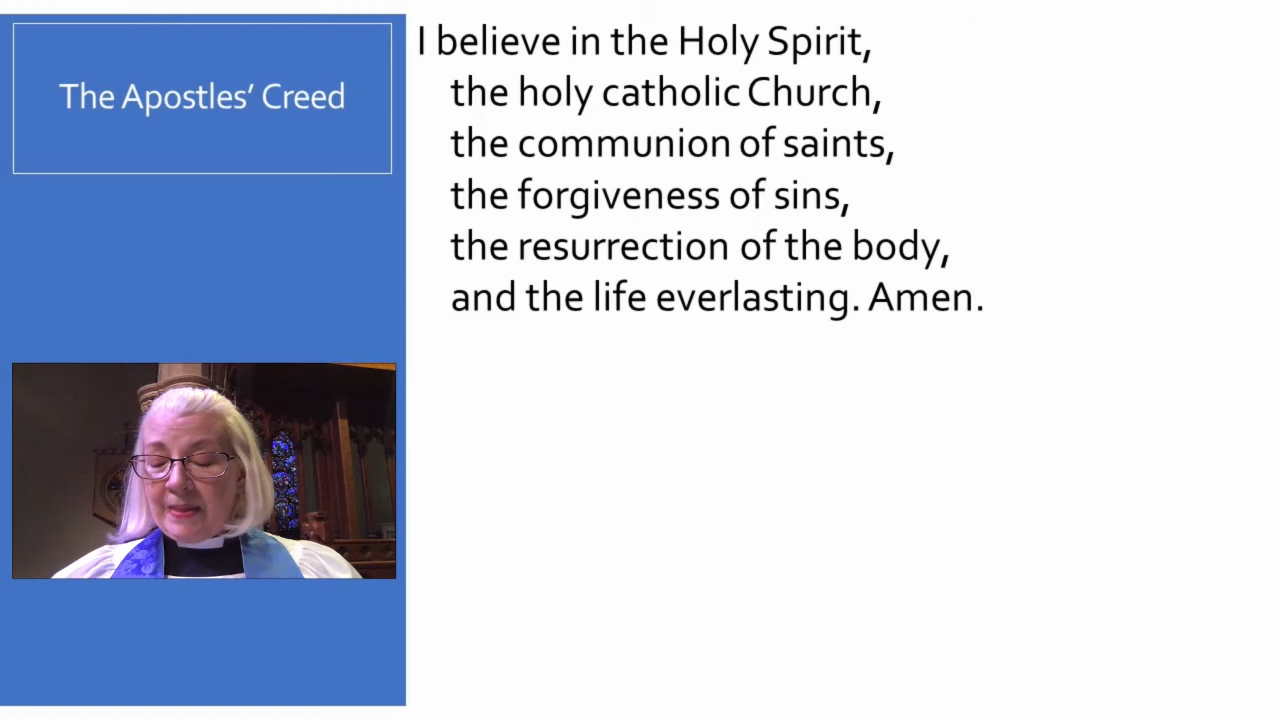 The Apostles’ Creed
I believe in the Holy Spirit,
the holy catholic Church,
the communion of saints,
the forgiveness of sins,
the resurrection of the body,
and the life everlasting. Amen.